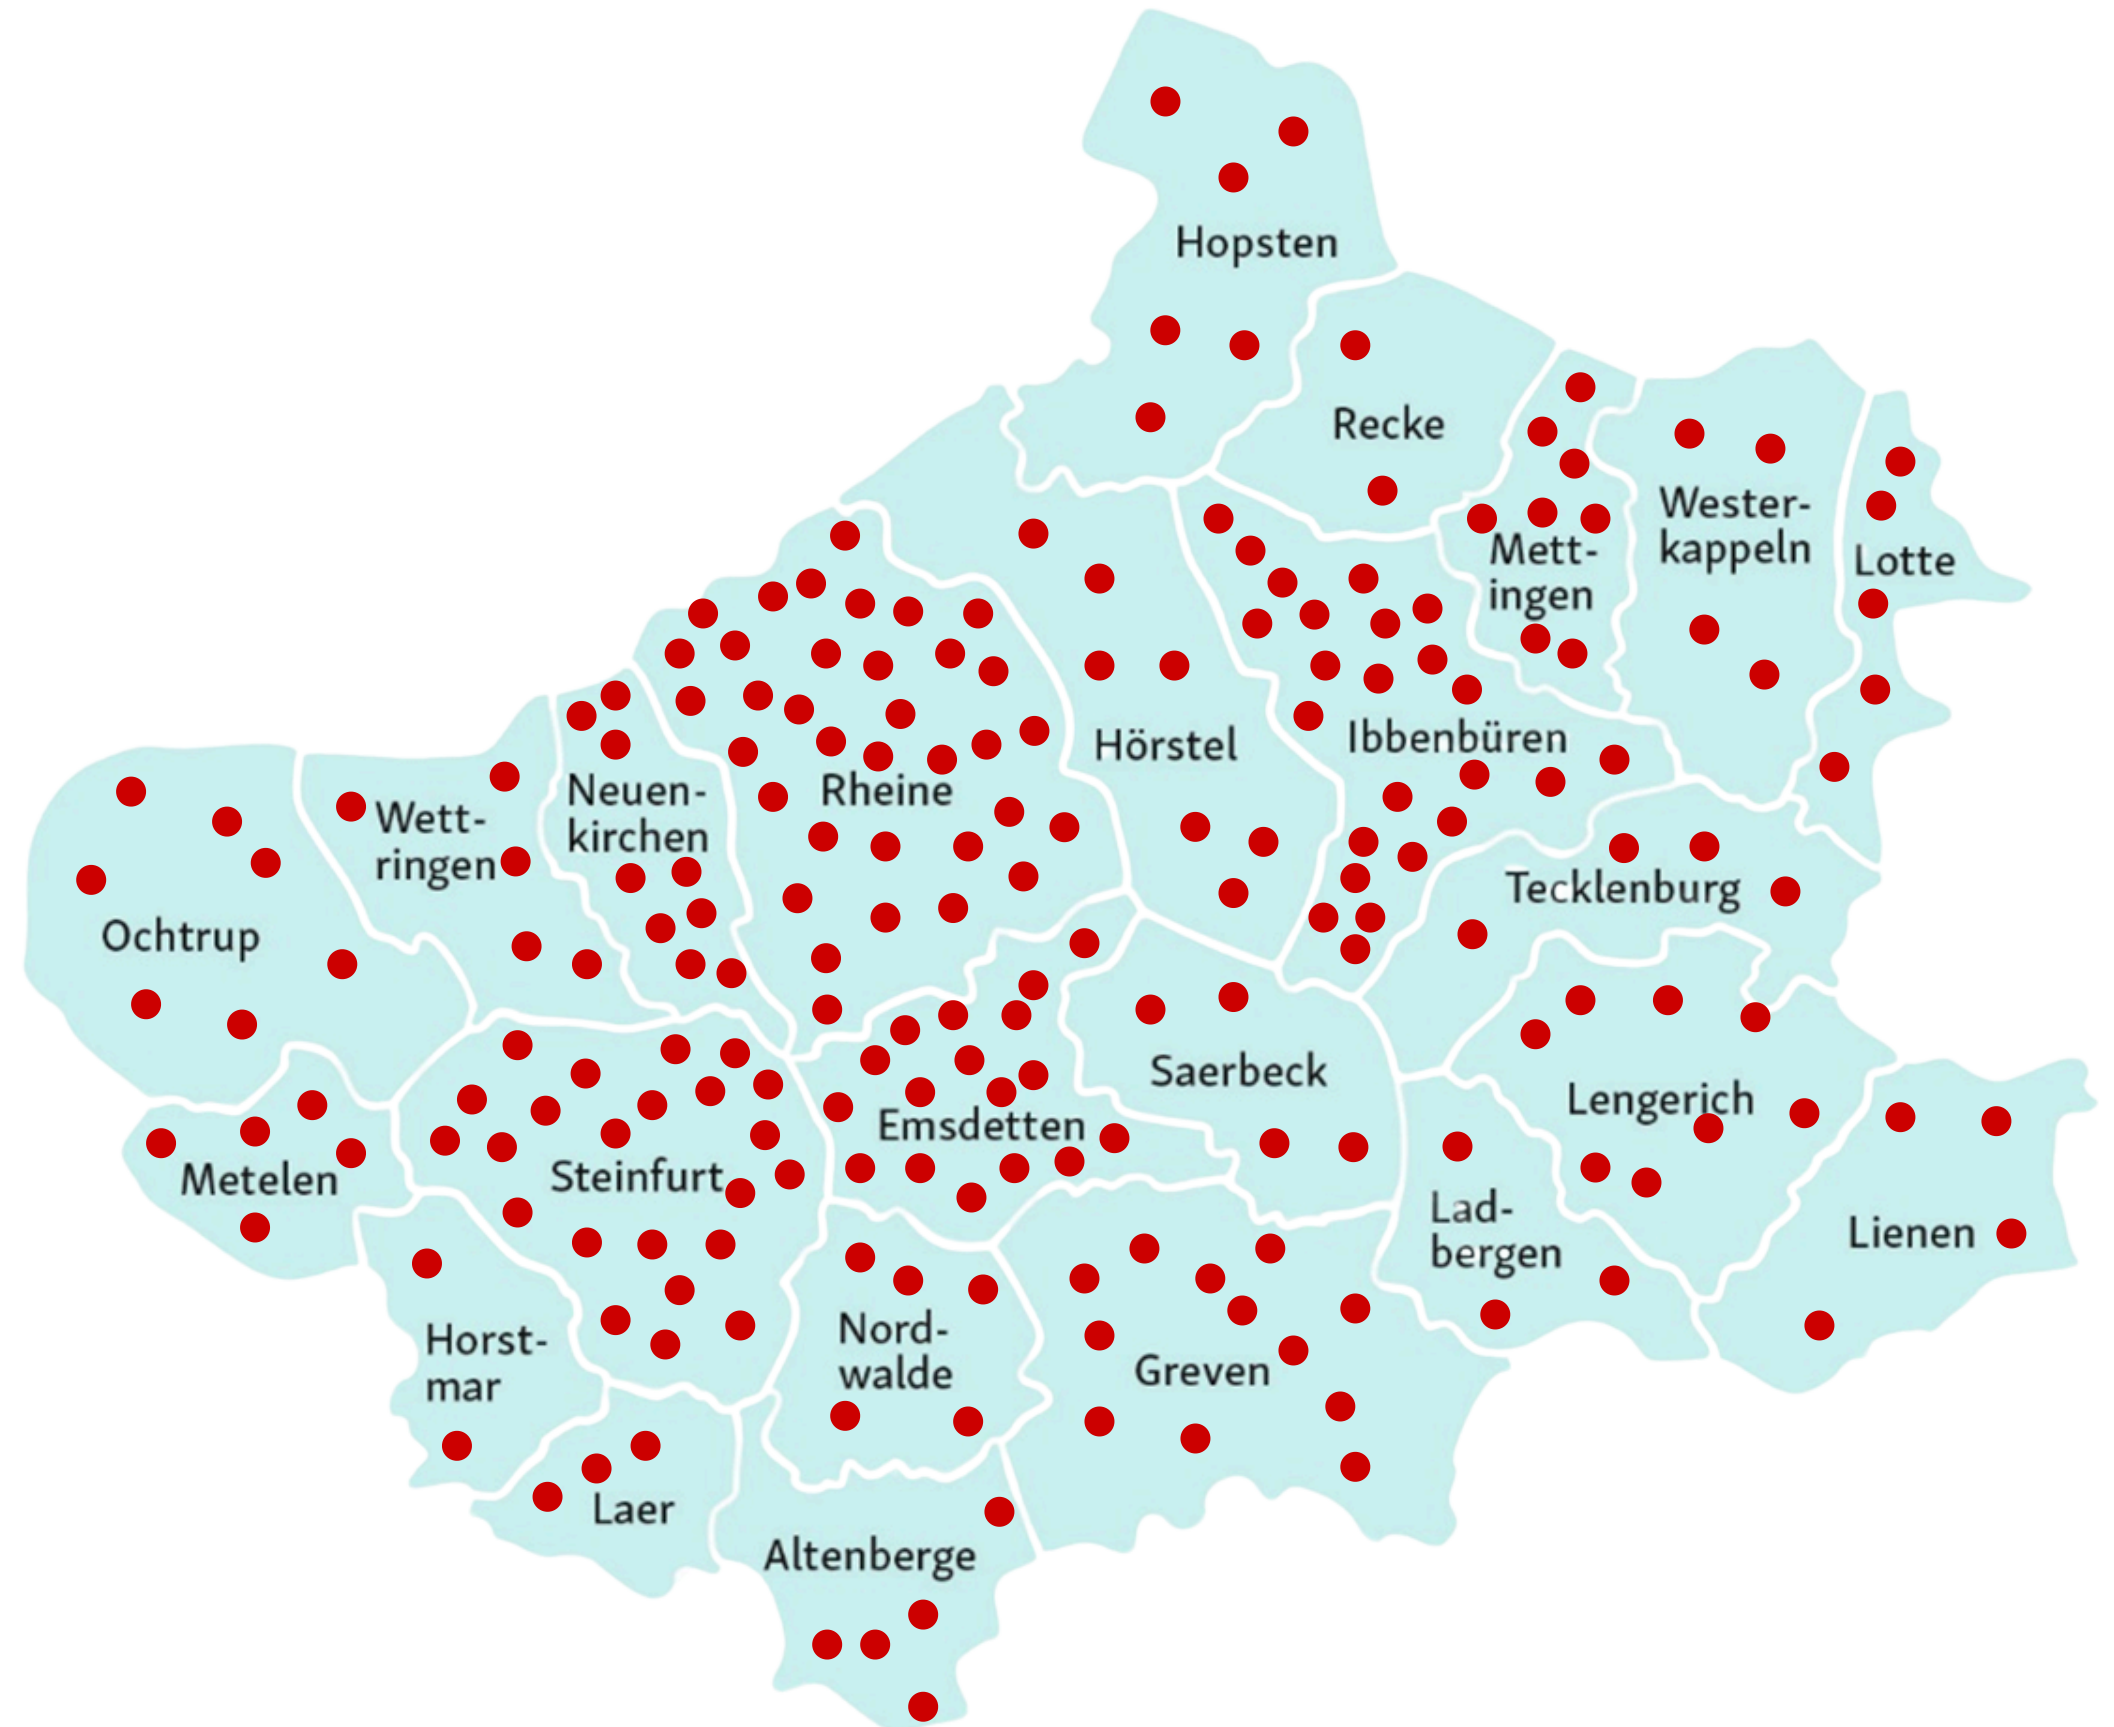 Hopsten
Recke
Wester-
kappeln
Mett-
ingen
Lotte
Hörstel
Ibbenbüren
Rheine
Neuen-
kirchen
Wett-
ringen
Ochtrup
Tecklenburg
Saerbeck
Lengerich
Emsdetten
Steinfurt
Metelen
Lad-
bergen
Lienen
Horst-
mar
Nord-
walde
Greven
Laer
Altenberge